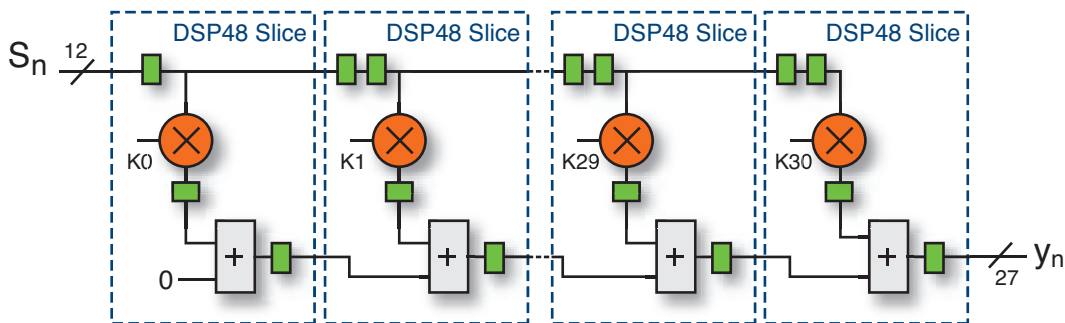 DSP48 Slice
DSP48 Slice
DSP48 Slice
DSP48 Slice
Sn
12
K0
K1
K29
K30
+
+
+
+
0
yn
27